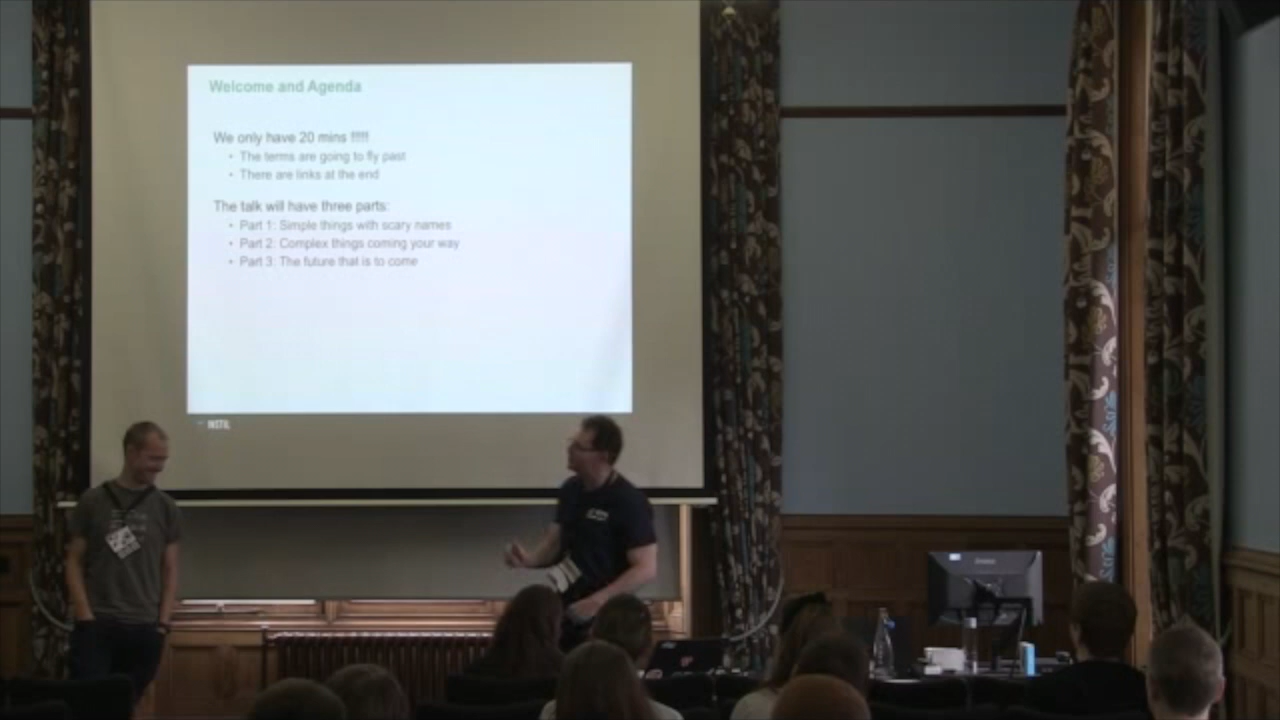 Welcome and Agenda
We only have 20 mins !!!!!
• The terms are going to fly past
• There are links at the end
The talk will have three parts:
• Part 1: Simple things with scary names
• Part 2: Complex things coming your way
• Part 3: The future that is to come
INSTIL